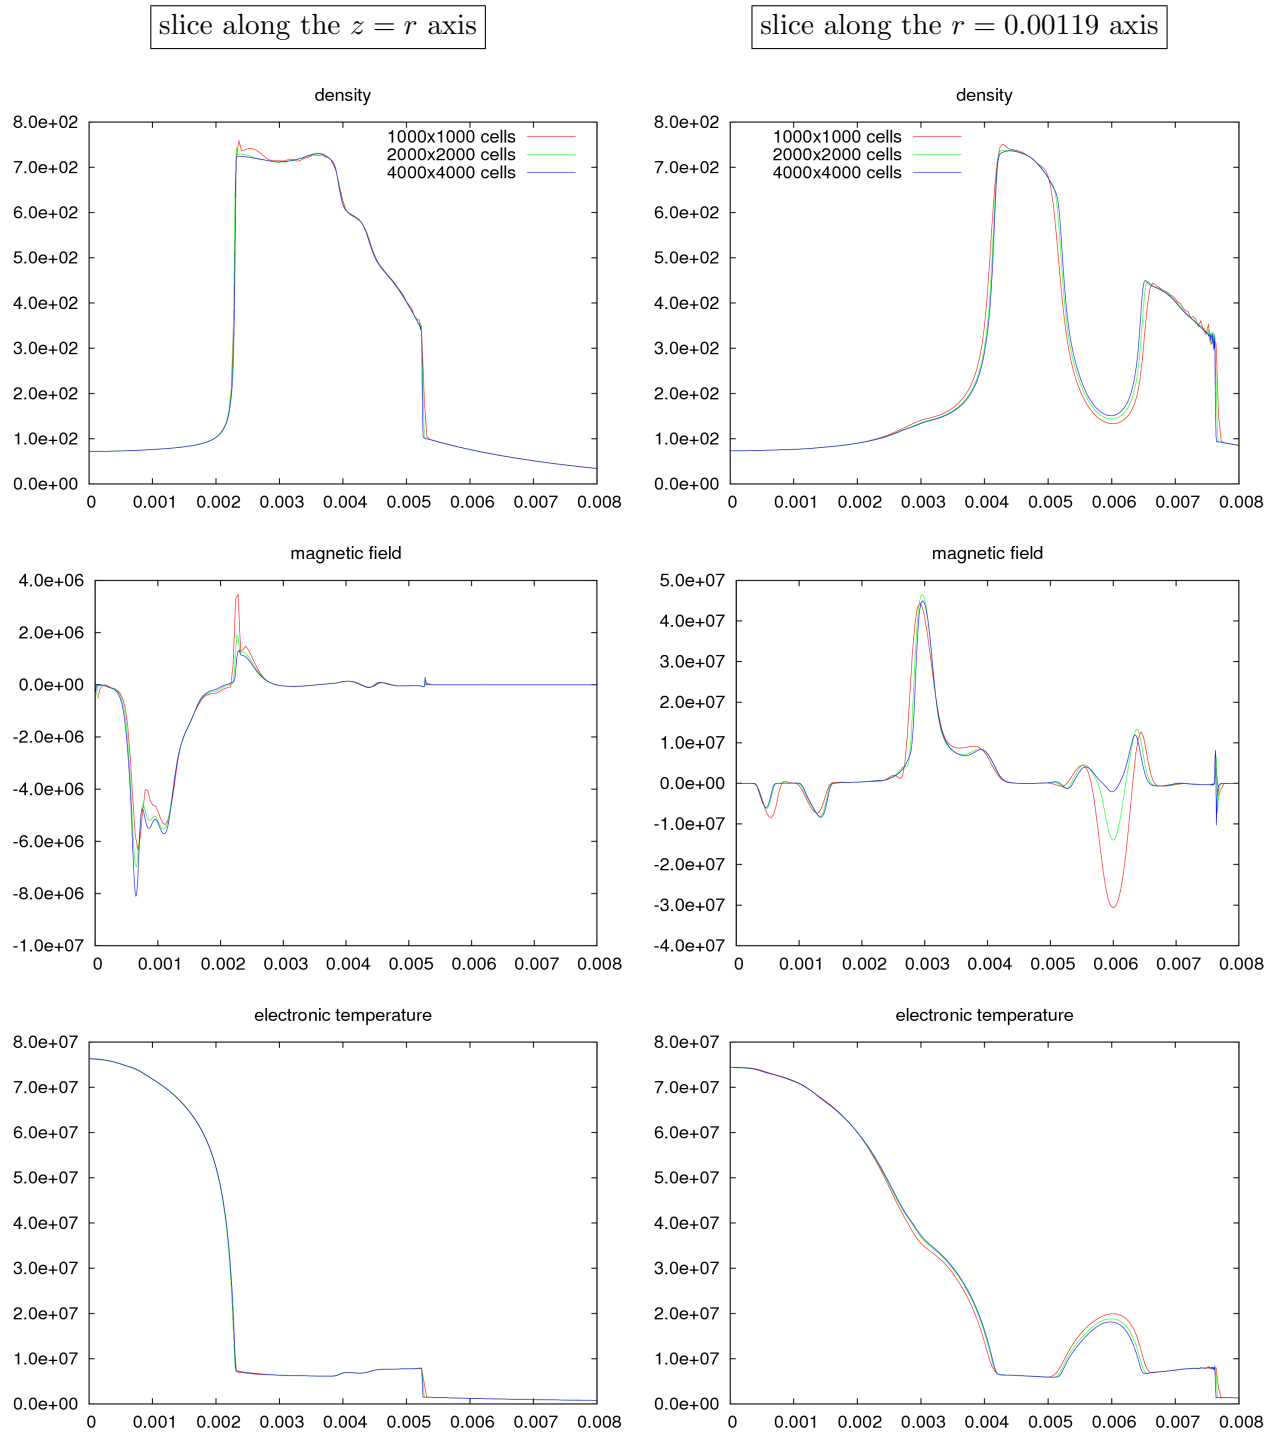 slice along the z = r axis
slice along the r = 0.00119 axis
density
8.0e+02
7.0e+02
6.0e+02
5.0e+02
4.0e+02
3.0e+02
2.0e+02
1.0e+02
0.0e+00
1000x1000 cells
2000x2000 cells
4000x4000 cells
0 0.001 0.002 0.003 0.004 0.005 0.006 0.007 0.008
density
8.0e+02
7.0e+02
6.0e+02
5.0e+02
4.0e+02
3.0e+02
2.0e+02
1.0e+02
0.0e+00
1000x1000 cells
2000x2000 cells
4000x4000 cells
0 0.001 0.002 0.003 0.004 0.005 0.006 0.007 0.008
magnetic field
4.0e+06
2.0e+06
0.0e+00
-2.0e+06
-4.0e+06
-6.0e+06
-8.0e+06
-1.0e+07
0 0.001 0.002 0.003 0.004 0.005 0.006 0.007 0.008
magnetic field
5.0e+07
4.0e+07
3.0e+07
2.0e+07
1.0e+07
0.0e+00
-1.0e+07
-2.0e+07
-3.0e+07
-4.0e+07
0 0.001 0.002 0.003 0.004 0.005 0.006 0.007 0.008
electronic temperature
8.0e+07
7.0e+07
6.0e+07
5.0e+07
4.0e+07
3.0e+07
2.0e+07
1.0e+07
0.0e+00
0 0.001 0.002 0.003 0.004 0.005 0.006 0.007 0.008
electronic temperature
8.0e+07
7.0e+07
6.0e+07
5.0e+07
4.0e+07
3.0e+07
2.0e+07
1.0e+07
0.0e+00
0 0.001 0.002 0.003 0.004 0.005 0.006 0.007 0.008